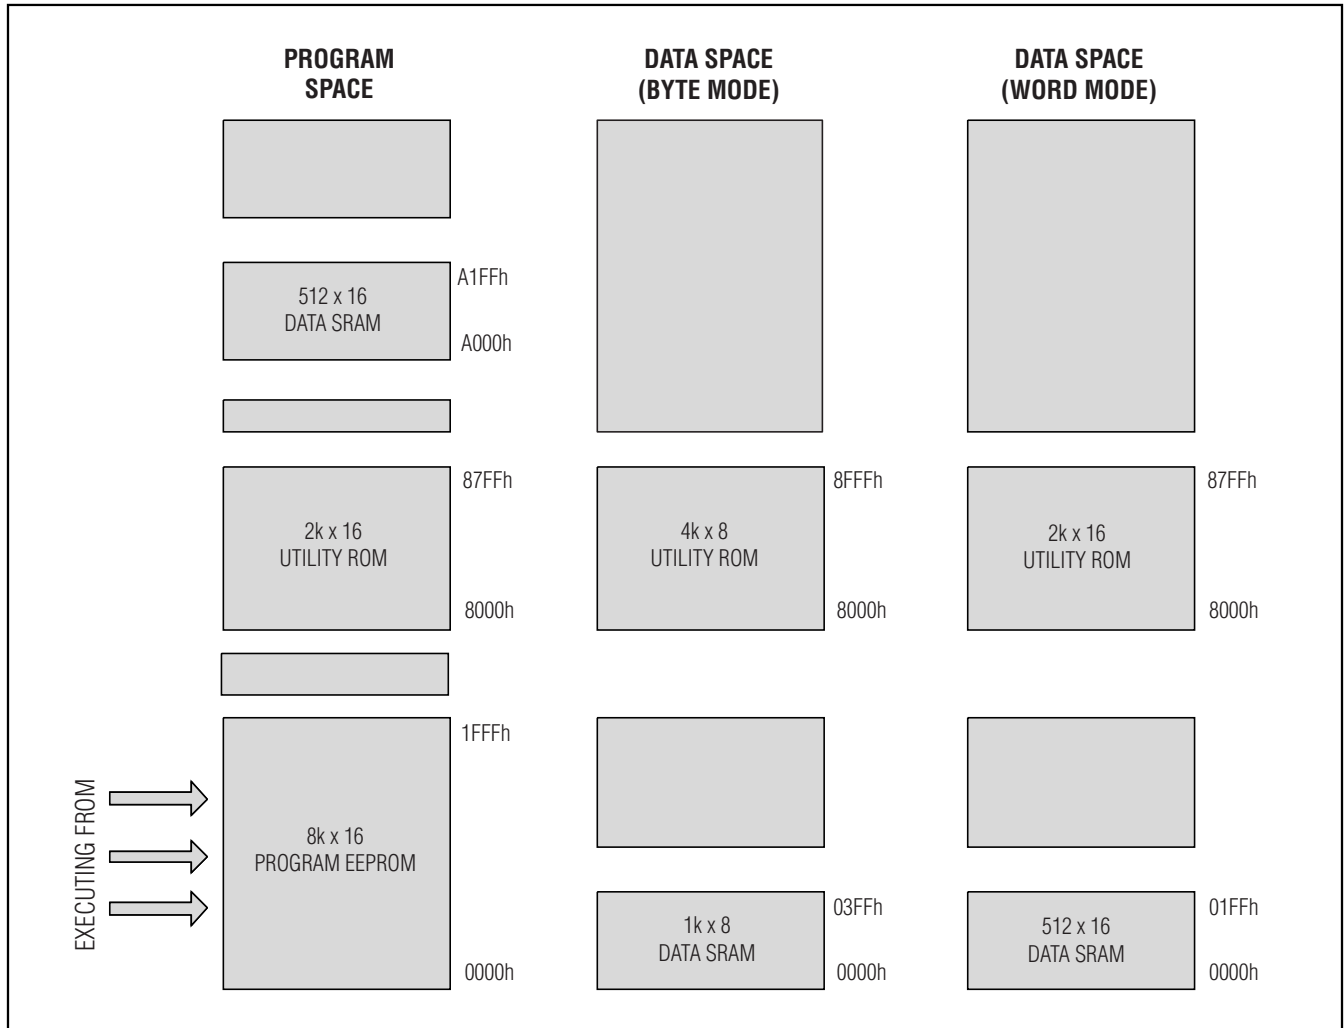 PROGRAM
SPACE
DATA SPACE
(BYTE MODE)
DATA SPACE
(WORD MODE)
A1FFh
512 x 16
DATA SRAM
A000h
87FFh
2k x 16
UTILITY ROM
8000h
8FFFh
4k x 8
UTILITY ROM
8000h
87FFh
2k x 16
UTILITY ROM
8000h
1FFFh
EXECUTING FROM
8k x 16
PROGRAM EEPROM
0000h
03FFh
1k x 8
DATA SRAM
0000h
01FFh
512 x 16
DATA SRAM
0000h